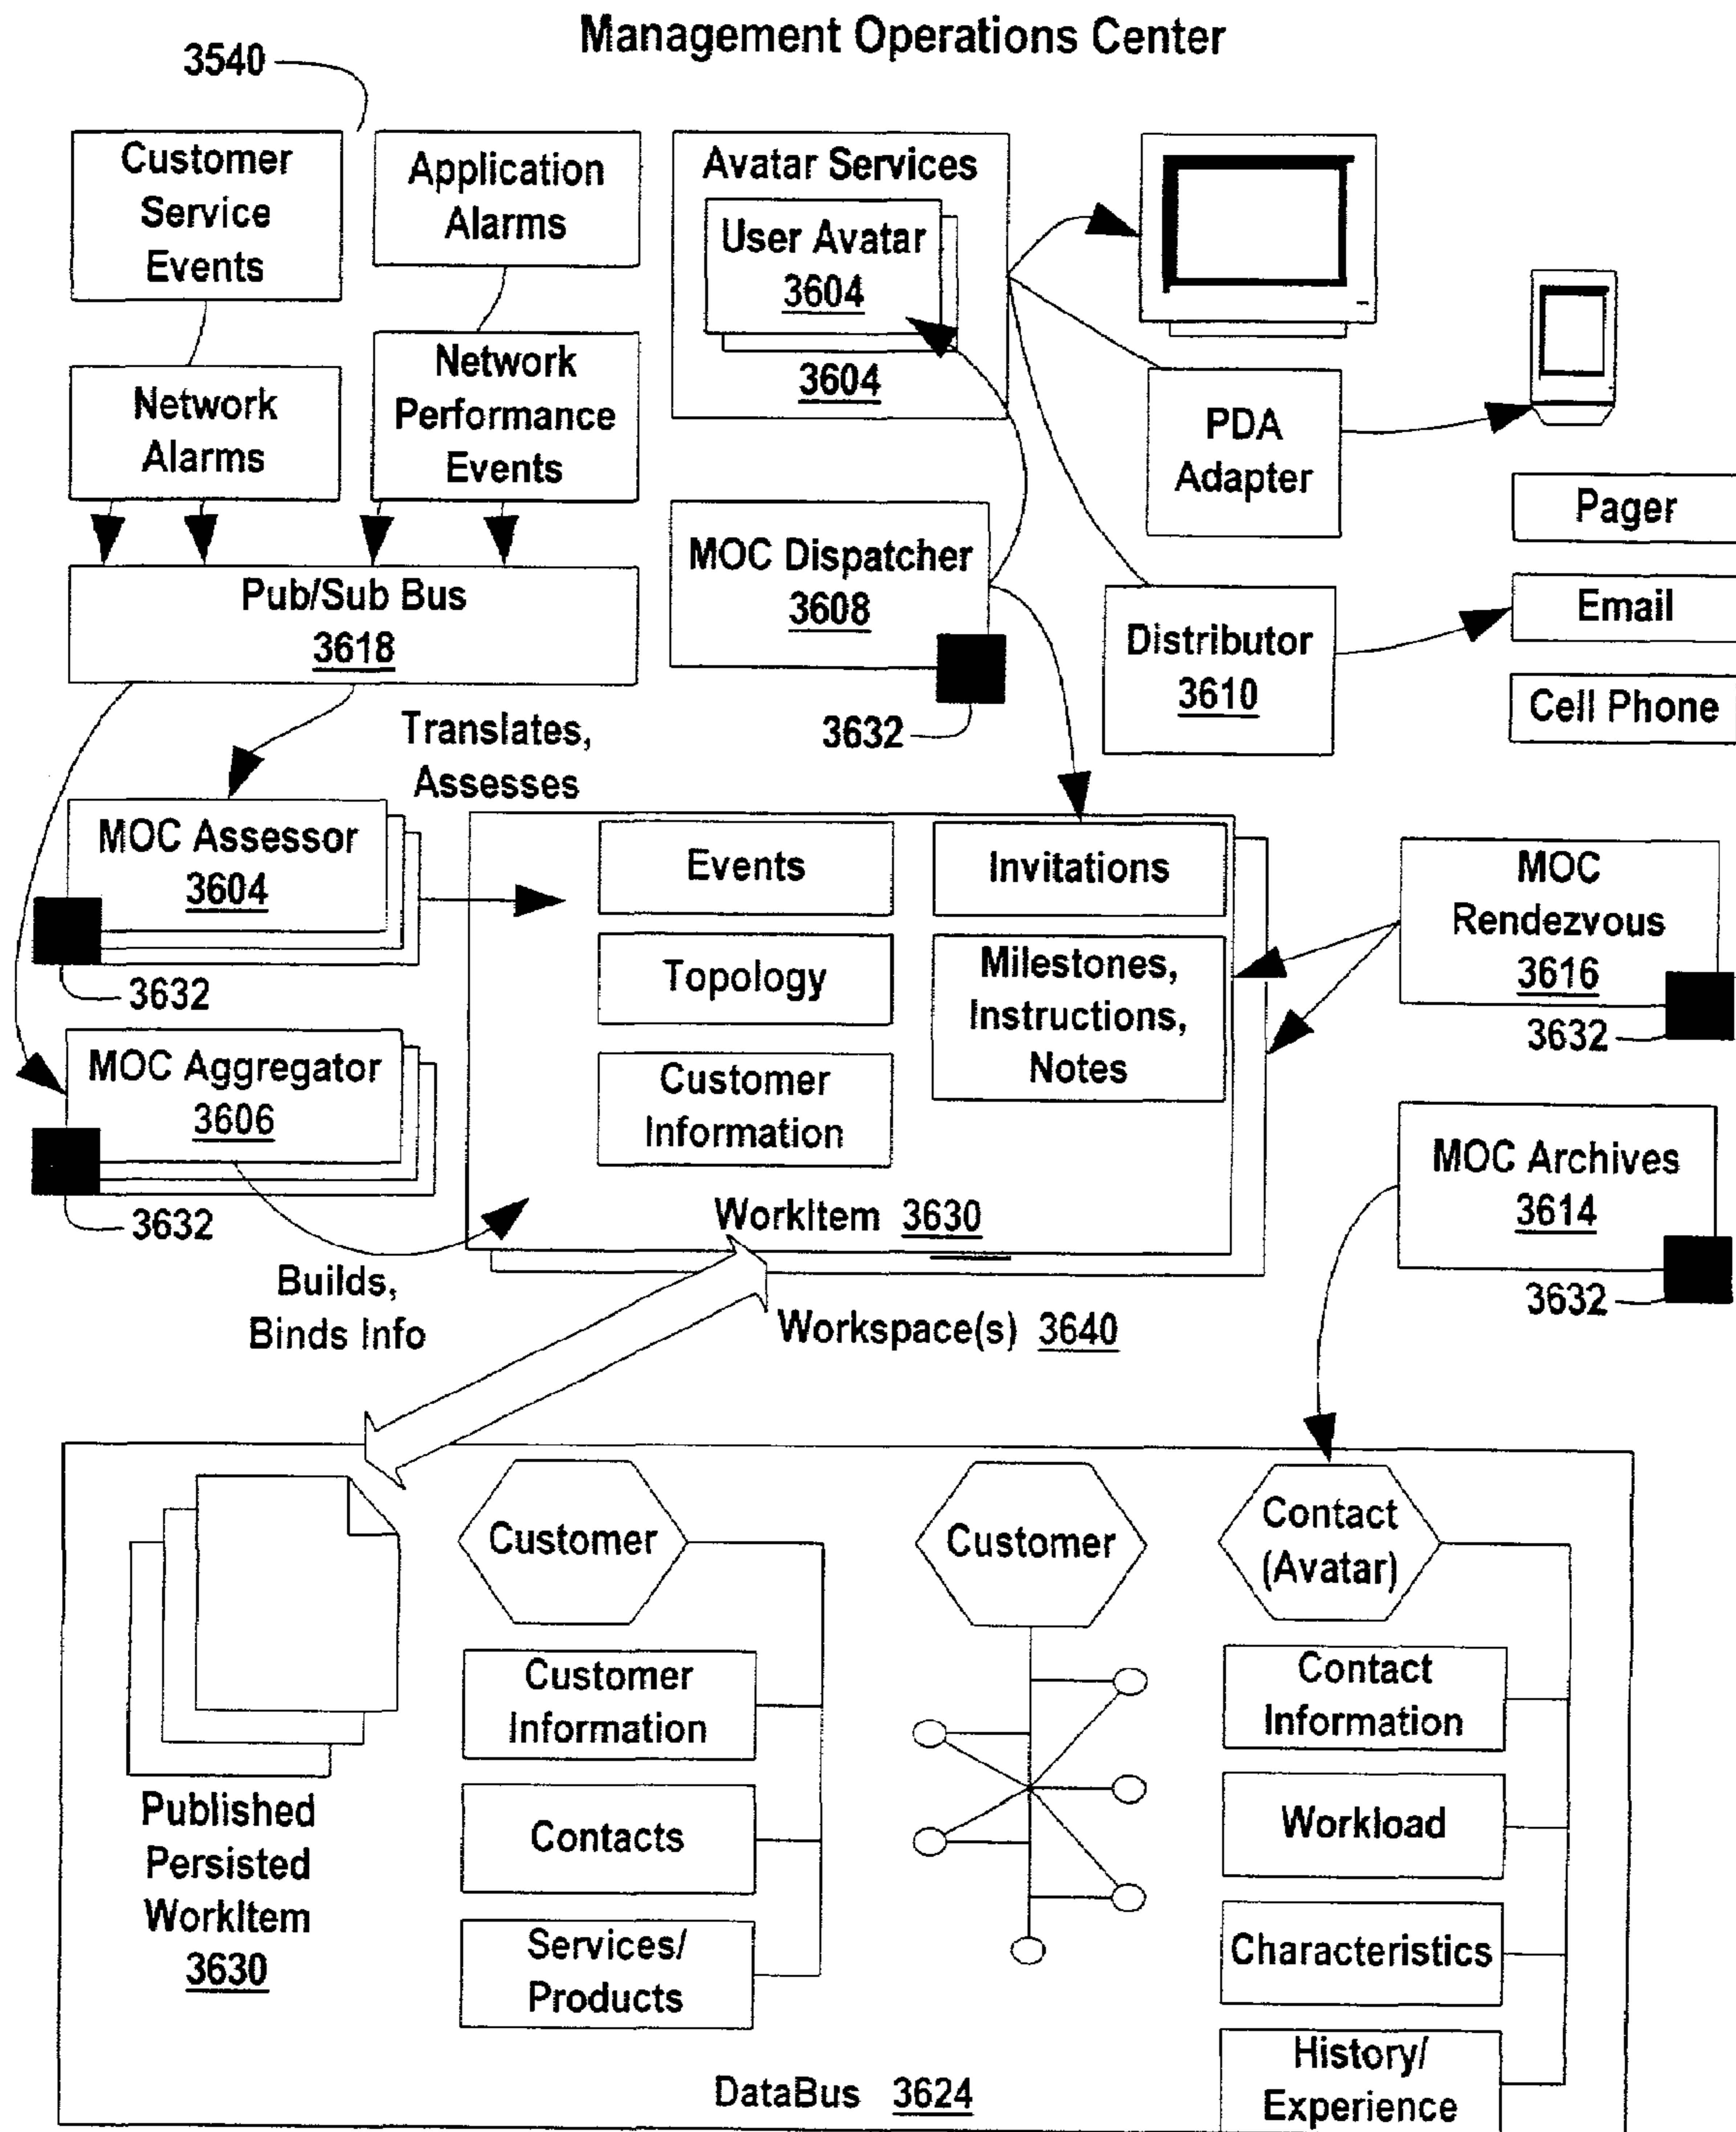 Management Operations Center
3540
Customer
Service
Events
Application
Alarms
Avatar Services
User Avatar
3604
3604
Network
Alarms
Network
Performance
Events
PDA
Adapter
Pager
Email
Cell Phone
Pub/Sub Bus
3618
MOC Dispatcher
3608
3632
Distributor
3610
Translates,
Assesses
MOC Assessor
3604
3632
Events
Invitations
Topology
Milestones,
Instructions,
Notes
Customer
Information
WorkItem 3630
MOC
Rendezvous
3616
3632
MOC Aggregator
3606
3632
MOC Archives
3614
3632
Builds,
Binds Info
Workspace(s) 3640
Published
Persisted
WorkItem
3630
Customer
Customer
Information
Contacts
Services/
Products
Customer
Contact
(Avatar)
Contact
Information
Workload
Characteristics
History/
Experience
DataBus 3624